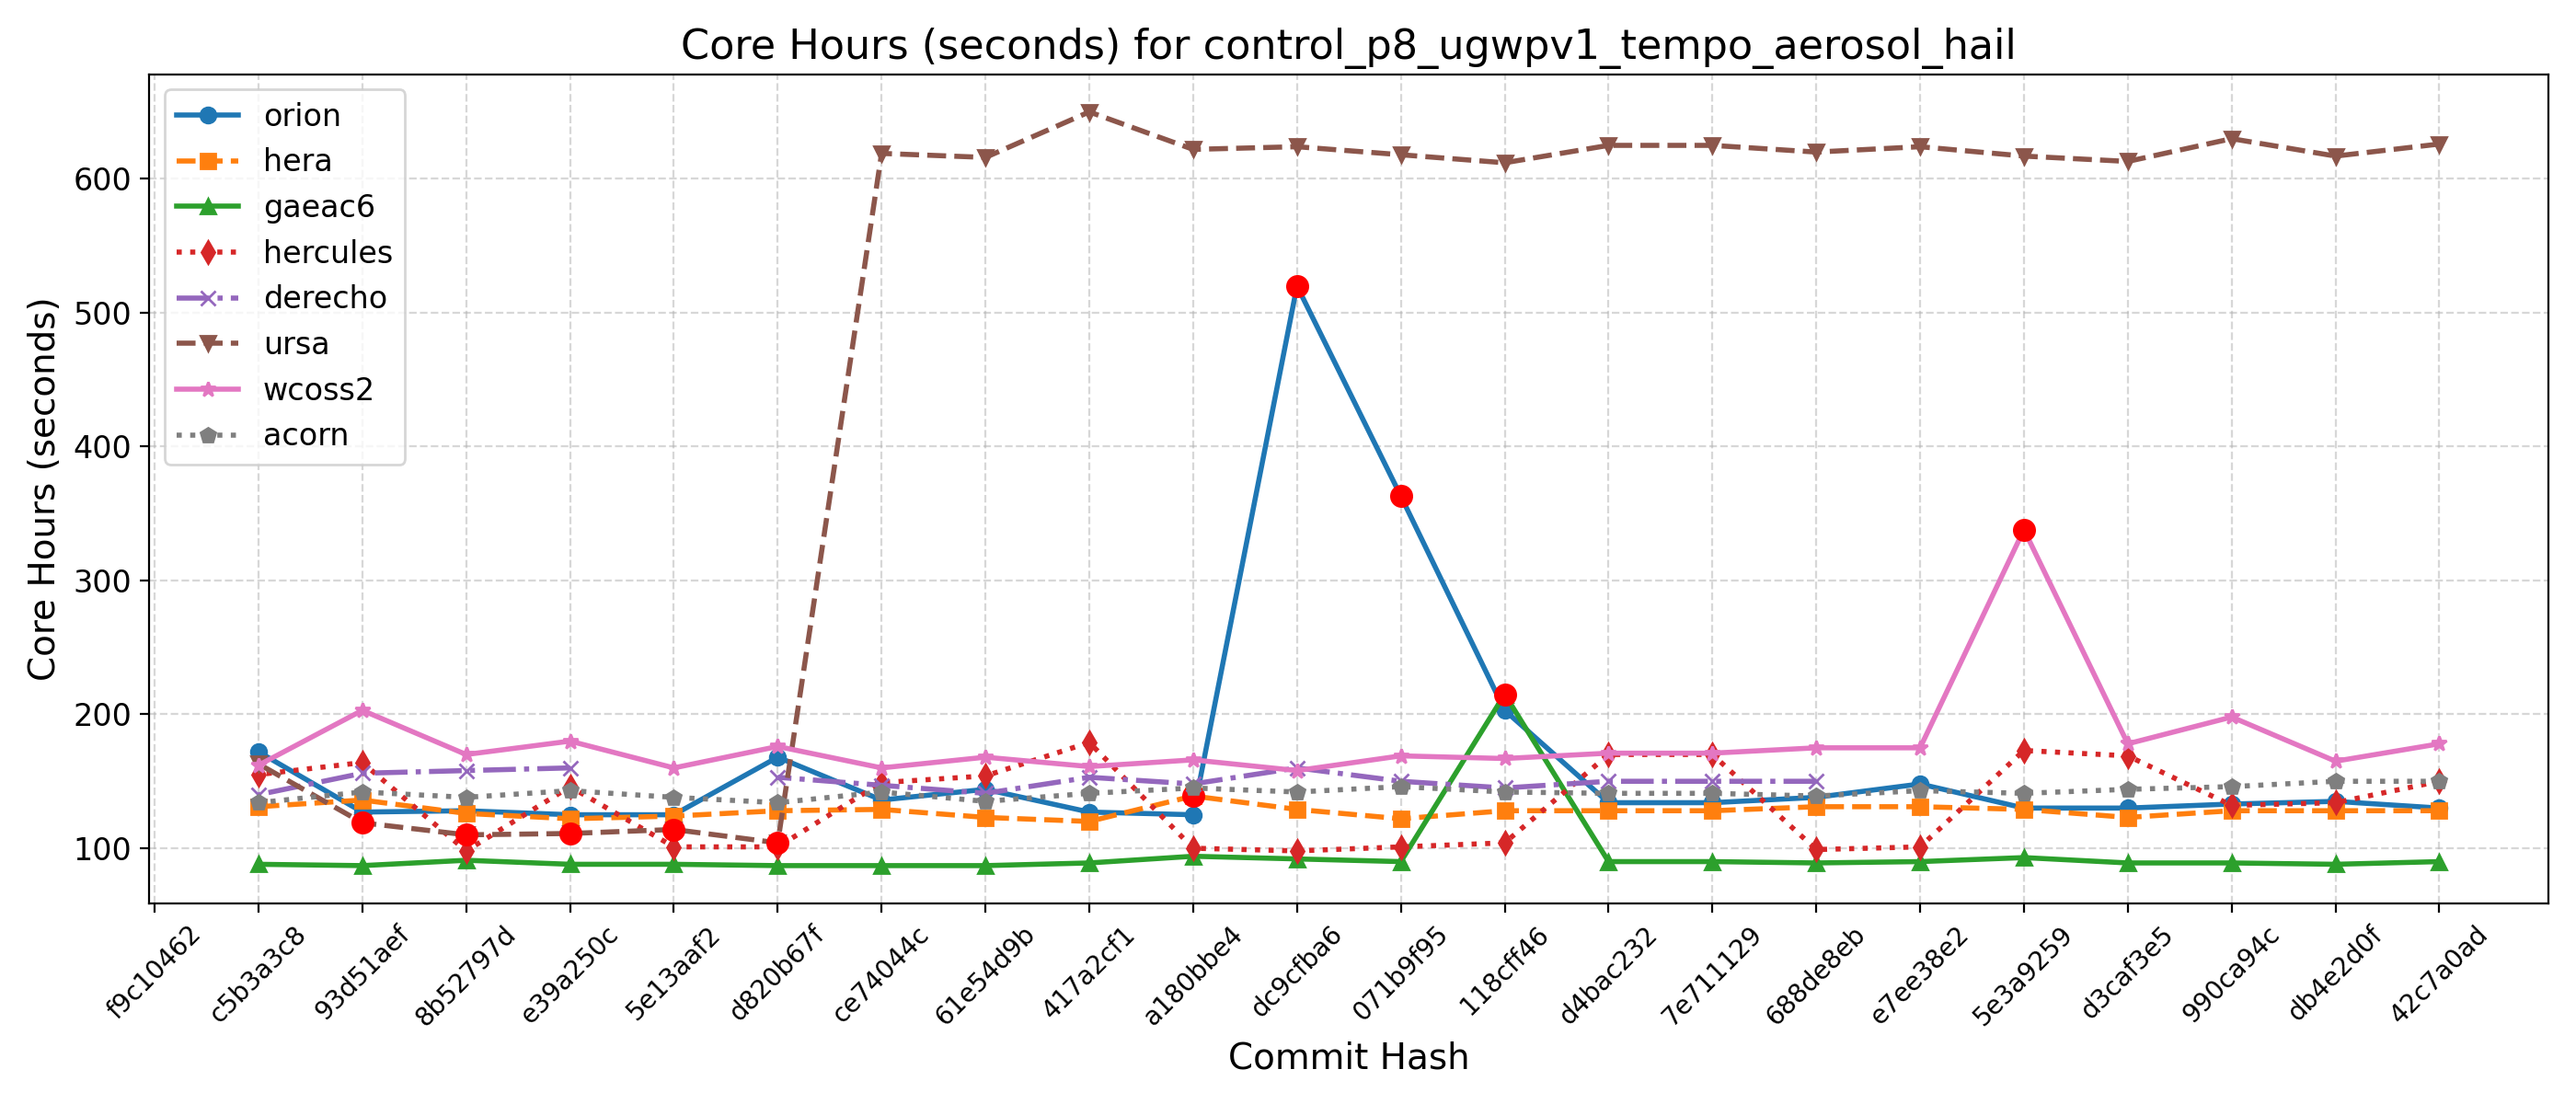 Core Hours (seconds) for control_p8_ugwpv1_tempo_aerosol_hail
orion
hera
gaeac6
hercules
derecho
ursa
wcoss2
acorn
Core Hours (seconds)
600
500
400
300
200
100
f9c10462
c5b3a3c8
93d51aef
8b52797d
e39a250c
5e13aaf2
d820b67f
ce74044c
61e54d9b
417a2cf1
a180bbe4
dc9cfba6
071b9f95
118cff46
d4bac232
7e711129
688de8eb
e7ee38e2
5e3a9259
d3caf3e5
990ca94c
db4e2d0f
42c7a0ad
Commit Hash